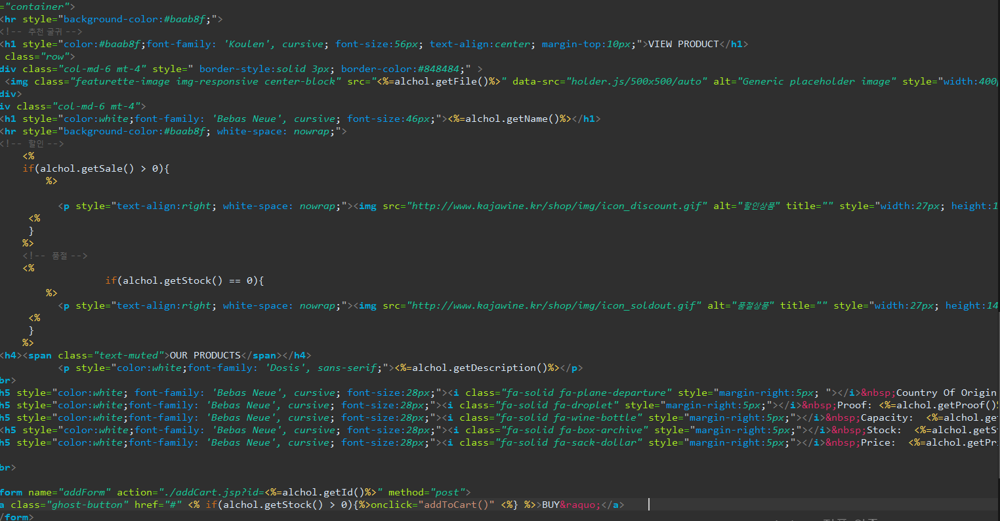 ="container">
<hr style="background-color:#baab8f;">
<!-- 추천 글귀 -->
<h1 style="color:#baab8f;font-family: 'Koulen', cursive; font-size:56px; text-align:center; margin-top:10px;">VIEW PRODUCT</h1>
class="row">
div class="col-md-6 mt-4" style=" border-style:solid 3px; border-color:#848484;" >
<img class="featurette-image img-responsive center-block" src="<%=alchol.getFile()%>" data-src="holder.js/500x500/auto" alt="Generic placeholder image" style="width:400
div>
iv class="col-md-6 mt-4">
<h1 style="color:white;font-family: 'Bebas Neue', cursive; font-size:46px;"><%=alchol.getName()%></h1>
<hr style="background-color:#baab8f; white-space: nowrap;">
<!-- 할인 -->
<%
if(alchol.getSale() > 0){
%>
<p style="text-align:right; white-space: nowrap;"><img src="http://www.kajawine.kr/shop/img/icon_discount.gif" alt="할인상품" title="" style="width:27px; height:1
<%
}
%>
<!-- 품절 -->
<%
if(alchol.getStock() == 0){
%>
<p style="text-align:right; white-space: nowrap;"><img src="http://www.kajawine.kr/shop/img/icon_soldout.gif" alt="품절상품" title="" style="width:27px; height:14
<%
}
%>
<h4><span class="text-muted">OUR PRODUCTS</span></h4>
<p style="color:white;font-family: 'Dosis', sans-serif;"><%=alchol.getDescription()%></p>
br>
h5 style="color:white; font-family: 'Bebas Neue', cursive; font-size:28px;"><i class="fa-solid fa-plane-departure" style="margin-right:5px; "></i>&nbsp;Country Of Origin
h5 style="color:white;font-family: 'Bebas Neue', cursive; font-size:28px;"><i class="fa-solid fa-droplet" style="margin-right:5px;"></i>&nbsp;Proof: <%=alchol.getProof()
h5 style="color:white;font-family: 'Bebas Neue', cursive; font-size:28px;"><i class="fa-solid fa-wine-bottle" style="margin-right:5px;"></i>&nbsp;Capacity: <%=alchol.get
<h5 style="color:white;font-family: 'Bebas Neue', cursive; font-size:28px;"><i class="fa-solid fa-box-archive" style="margin-right:5px;"></i>&nbsp;Stock: <%=alchol.getS
h5 style="color:white;font-family: 'Bebas Neue', cursive; font-size:28px;"><i class="fa-solid fa-sack-dollar" style="margin-right:5px;"></i>&nbsp;Price: <%=alchol.getPr
br>
form name="addForm" action="./addCart.jsp?id=<%=alchol.getId()%>" method="post">
a class="ghost-button" href="#" <% if(alchol.getStock() > 0){%>onclick="addToCart()" <%} %>>BUY&raquo;</a>
/form>